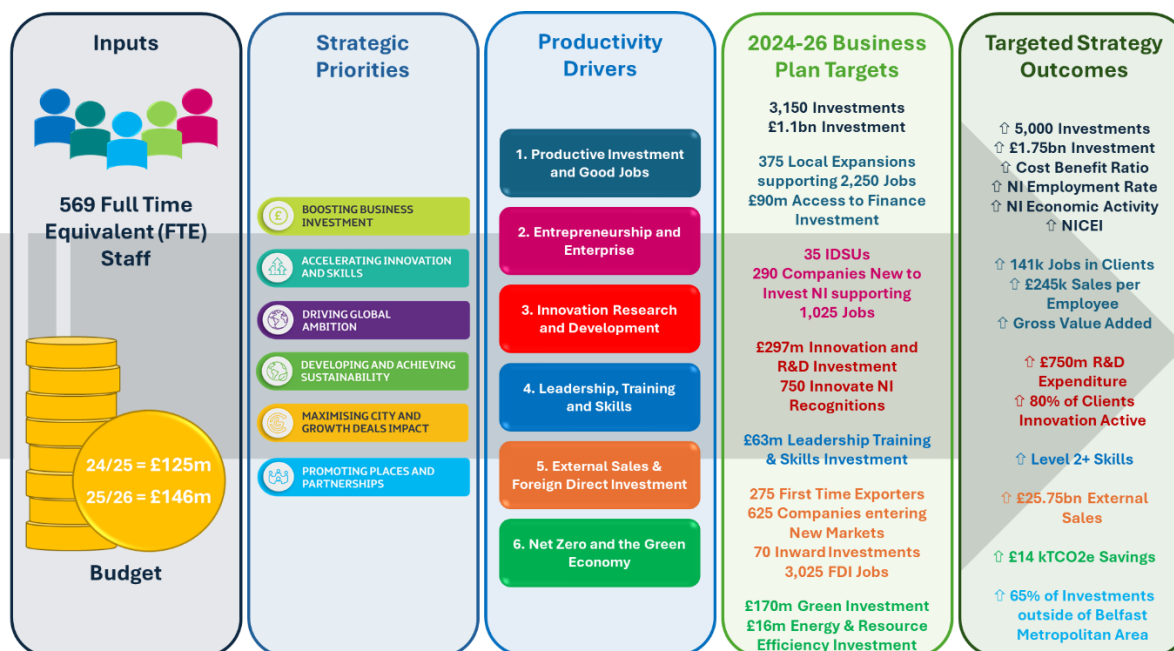 Inputs
569 Full Time
Equivalent (FTE)
Staff
24/25 = £125m
25/26 = £146m
Budget
Strategic
Priorities
BOOSTING BUSINESS
INVESTMENT
ACCELERATING INNOVATION
AND SKILLS
DRIVING GLOBAL
AMBITION
DEVELOPING AND ACHIEVING
SUSTAINABILITY
MAXIMISING CITY AND
GROWTH DEALS IMPACT
PROMOTING PLACES AND
PARTNERSHIPS
Productivity
Drivers
1. Productive Investment
and Good Jobs
2. Entrepreneurship and
Enterprise
3. Innovation Research
and Development
4. Leadership, Training
and Skills
5. External Sales &
Foreign Direct Investment
6. Net Zero and the Green
Economy
2024-26 Business
Plan Targets
3,150 Investments
£1.1bn Investment
375 Local Expansions
supporting 2,250 Jobs
£90m Access to Finance
Investment
35 IDSUs
290 Companies New to
Invest NI supporting
1,025 Jobs
£297m Innovation and
R&D Investment
750 Innovate NI
Recognitions
£63m Leadership Training
& Skills Investment
275 First Time Exporters
625 Companies entering
New Markets
70 Inward Investments
3,025 FDI Jobs
£170m Green Investment
£16m Energy & Resource
Efficiency Investment
Targeted Strategy
Outcomes
⇧ 5,000 Investments
⇧ £1.75bn Investment
⇧ Cost Benefit Ratio
⇧ NI Employment Rate
⇧ NI Economic Activity
⇧ NICEI
⇧ 141k Jobs in Clients
⇧ £245k Sales per
Employee
⇧ Gross Value Added
⇧ £750m R&D
Expenditure
⇧ 80% of Clients
Innovation Active
⇧ Level 2+ Skills
⇧ £25.75bn External
Sales
⇧ £14 kTCO2e Savings
⇧ 65% of Investments
outside of Belfast
Metropolitan Area